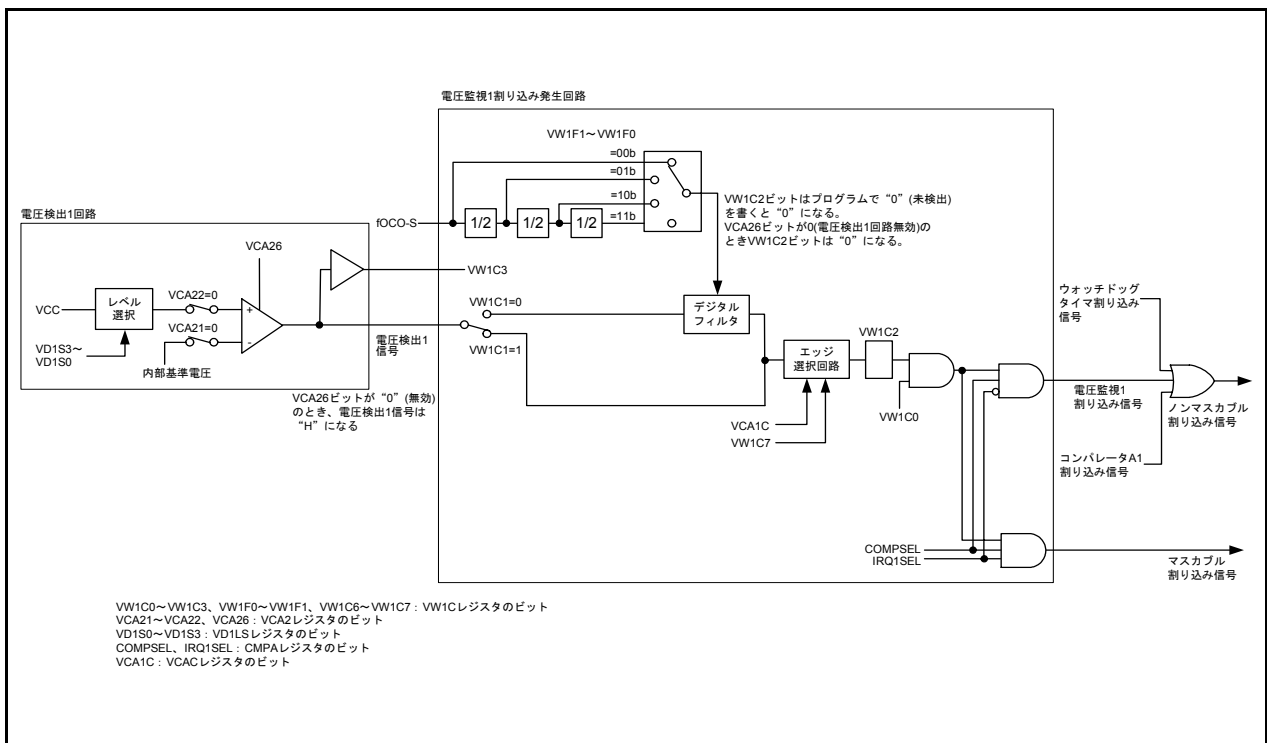 電圧監視1割り込み発生回路
VW1F1～VW1F0
=00b
=01b
=10b
=11b
fOCO-S
1/2
1/2
1/2
VW1C2ビットはプログラムで“0”(未検出)
を書くと“0”になる。
VCA26ビットが0(電圧検出1回路無効)の
ときVW1C2ビットは“0”になる。
電圧検出1回路
VCA26
VW1C3
VCC
レベル
選択
VCA22=0
+
VCA21=0
-
VD1S3～
VD1S0
内部基準電圧
電圧検出1
信号
VW1C1=0
VW1C1=1
デジタル
フィルタ
エッジ
選択回路
VW1C2
VW1C0
VCA1C
VW1C7
VCA26ビットが“0”(無効)
のとき、電圧検出1信号は
“H”になる
ウォッチドッグ
タイマ割り込み
信号
電圧監視1
割り込み信号
ノンマスカブル
割り込み信号
コンパレータA1
割り込み信号
COMPSEL
IRQ1SEL
マスカブル
割り込み信号
VW1C0～VW1C3、VW1F0～VW1F1、VW1C6～VW1C7：VW1Cレジスタのビット
VCA21～VCA22、VCA26：VCA2レジスタのビット
VD1S0～VD1S3：VD1LSレジスタのビット
COMPSEL、IRQ1SEL：CMPAレジスタのビット
VCA1C：VCACレジスタのビット